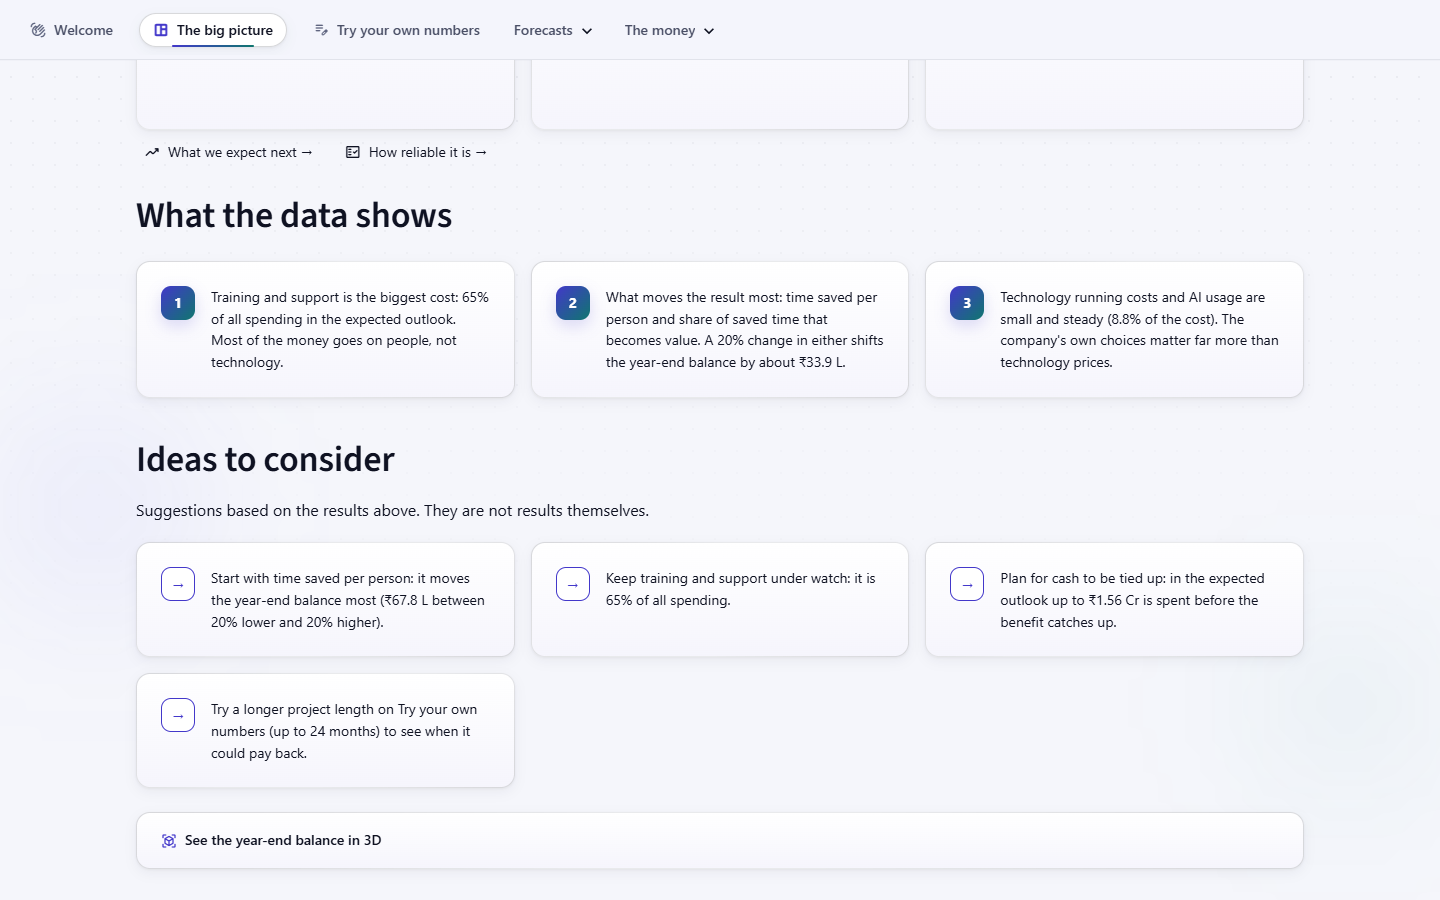 Welcome
The big picture
Try your own numbers
Forecasts
The money
What we expect next →
How reliable it is →
What the data shows
1
Training and support is the biggest cost: 65%
of all spending in the expected outlook.
Most of the money goes on people, not
technology.
2
What moves the result most: time saved per
person and share of saved time that
becomes value. A 20% change in either shifts
the year-end balance by about ₹33.9 L.
3
Technology running costs and AI usage are
small and steady (8.8% of the cost). The
company's own choices matter far more than
technology prices.
Ideas to consider
Suggestions based on the results above. They are not results themselves.
→
Start with time saved per person: it moves
the year-end balance most (₹67.8 L between
20% lower and 20% higher).
→
Keep training and support under watch: it is
65% of all spending.
→
Plan for cash to be tied up: in the expected
outlook up to ₹1.56 Cr is spent before the
benefit catches up.
→
Try a longer project length on Try your own
numbers (up to 24 months) to see when it
could pay back.
See the year-end balance in 3D